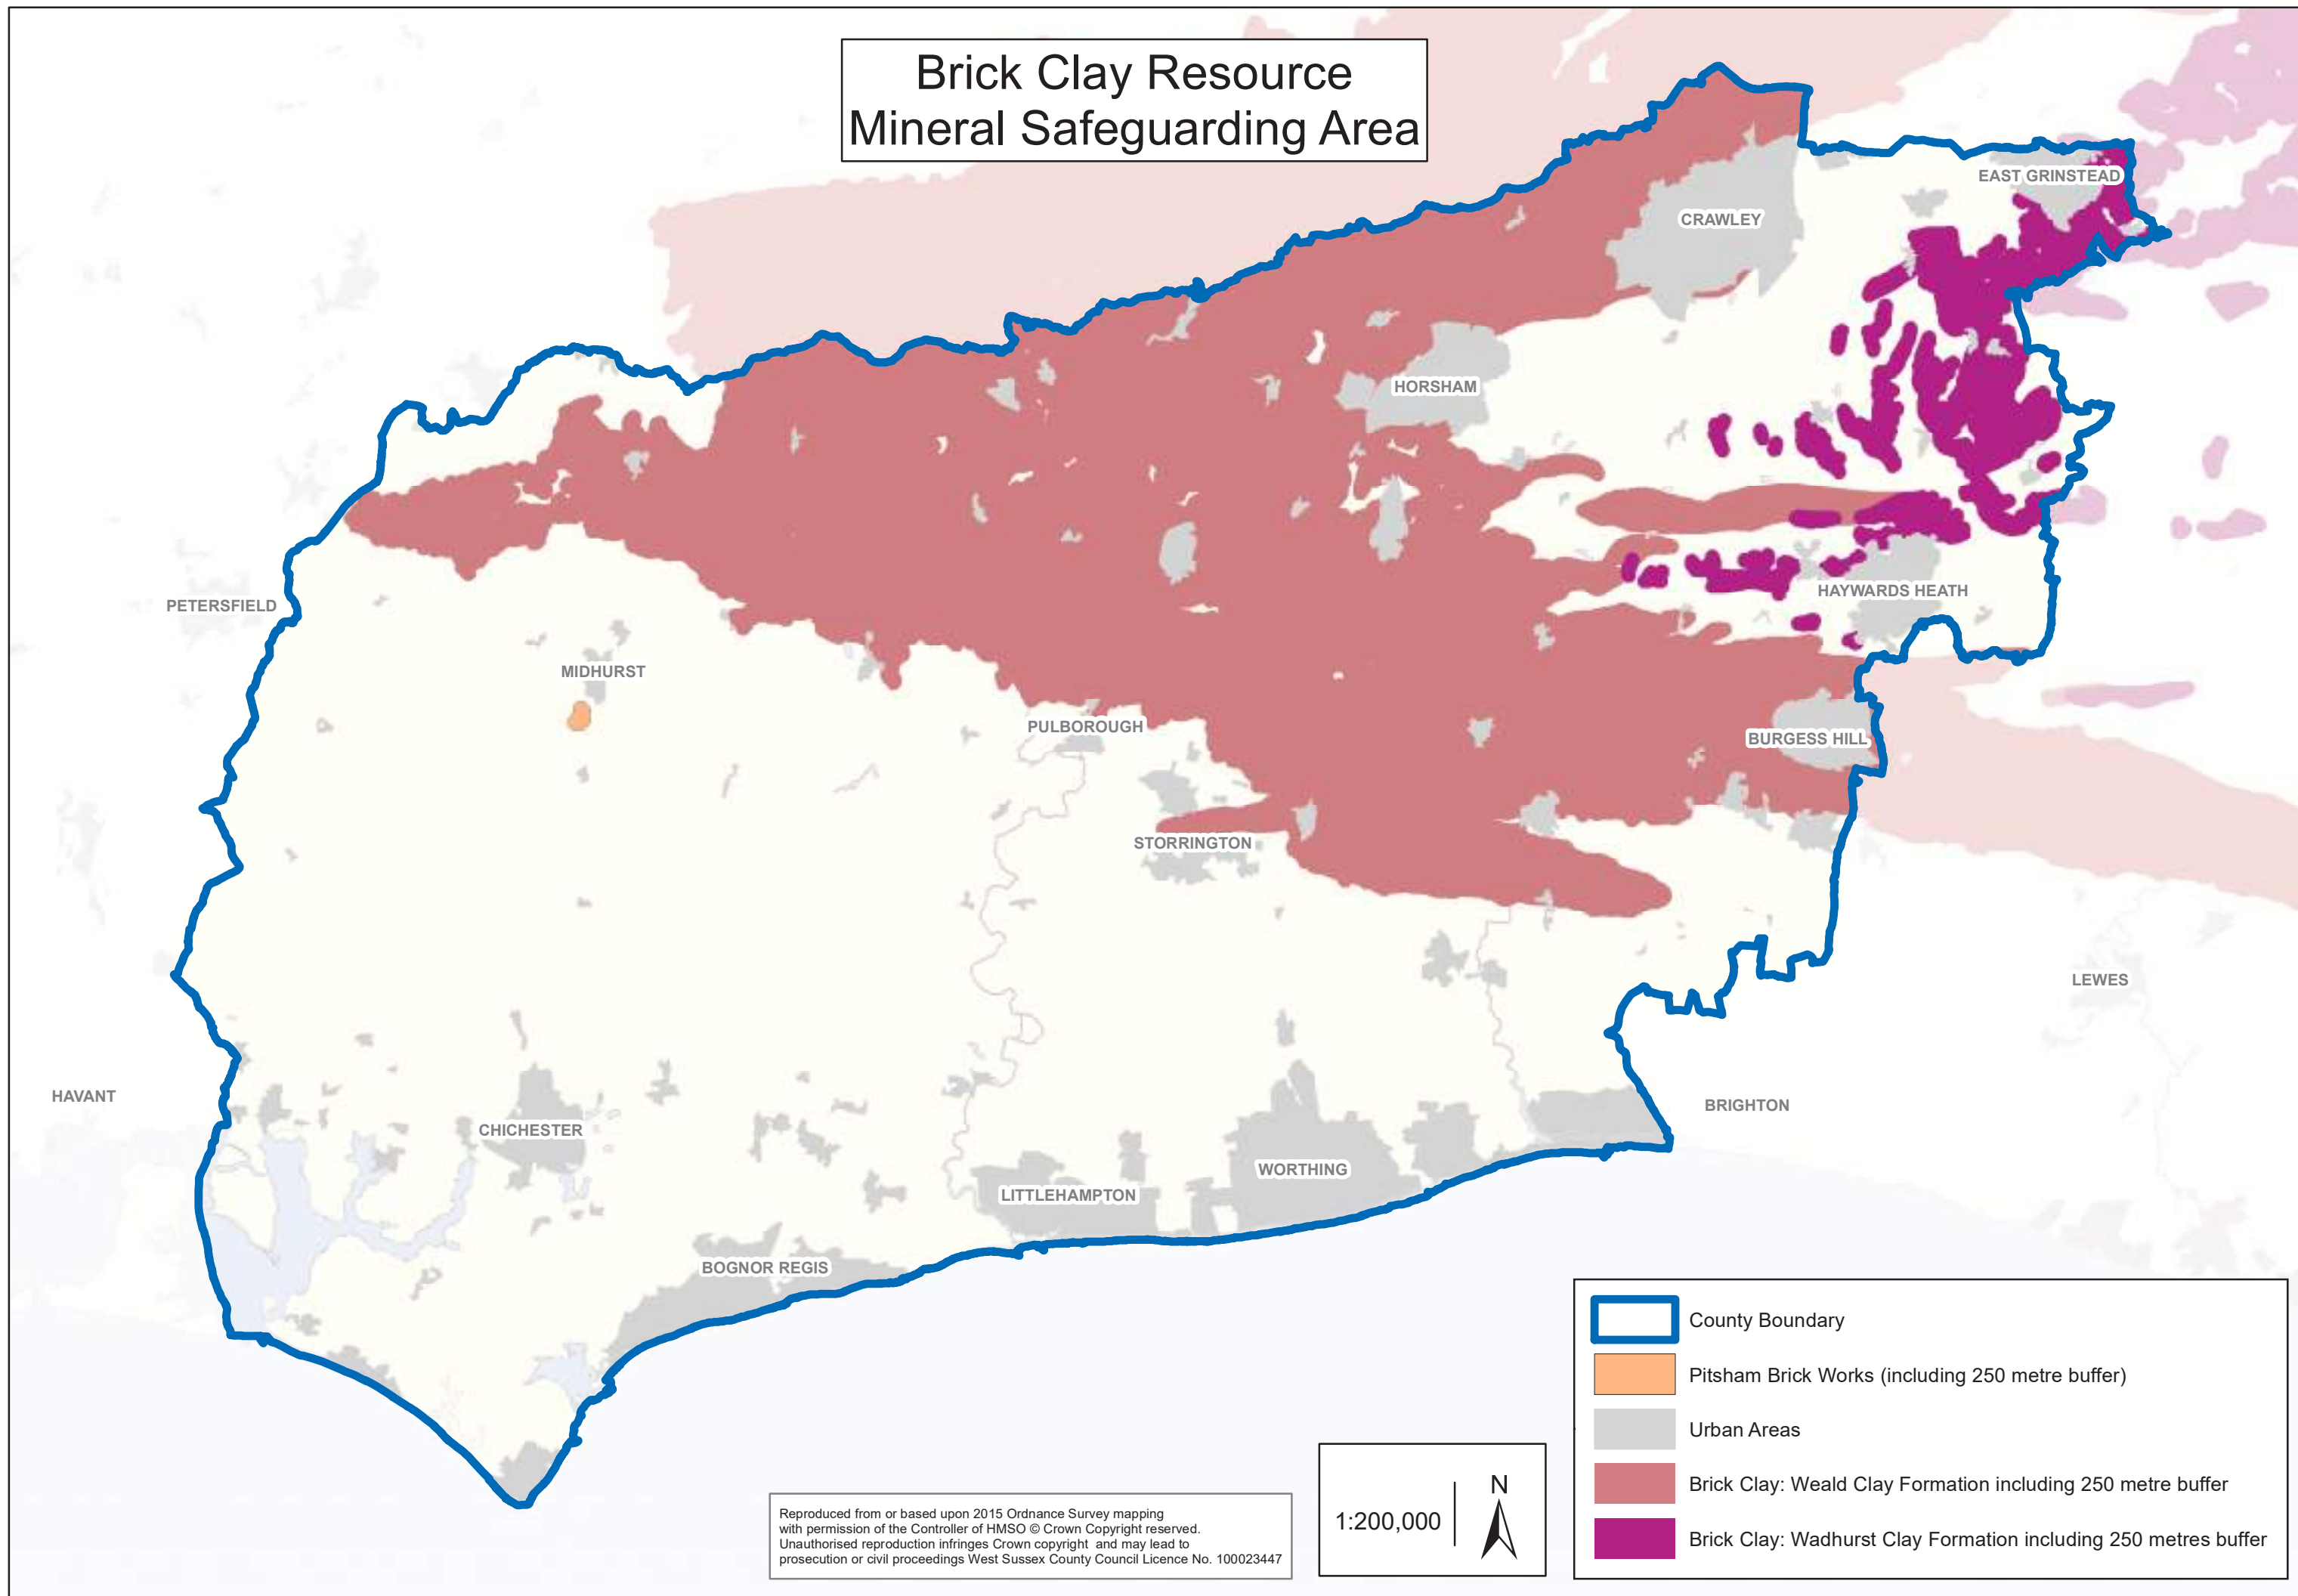 Brick Clay Resource
Mineral Safeguarding Area
EAST GRINSTEAD
CRAWLEY
HORSHAM
HAYWARDS HEATH
PETERSFIELD
MIDHURST
PULBOROUGH
BURGESS HILL
STORRINGTON
LEWES
HAVANT
BRIGHTON
CHICHESTER
WORTHING
LITTLEHAMPTON
BOGNOR REGIS
County Boundary
Pitsham Brick Works (including 250 metre buffer)
Urban Areas
Brick Clay: Weald Clay Formation including 250 metre buffer
Brick Clay: Wadhurst Clay Formation including 250 metres buffer
1:200,000
N
Reproduced from or based upon 2015 Ordnance Survey mapping
with permission of the Controller of HMSO © Crown Copyright reserved.
Unauthorised reproduction infringes Crown copyright and may lead to
prosecution or civil proceedings West Sussex County Council Licence No. 100023447